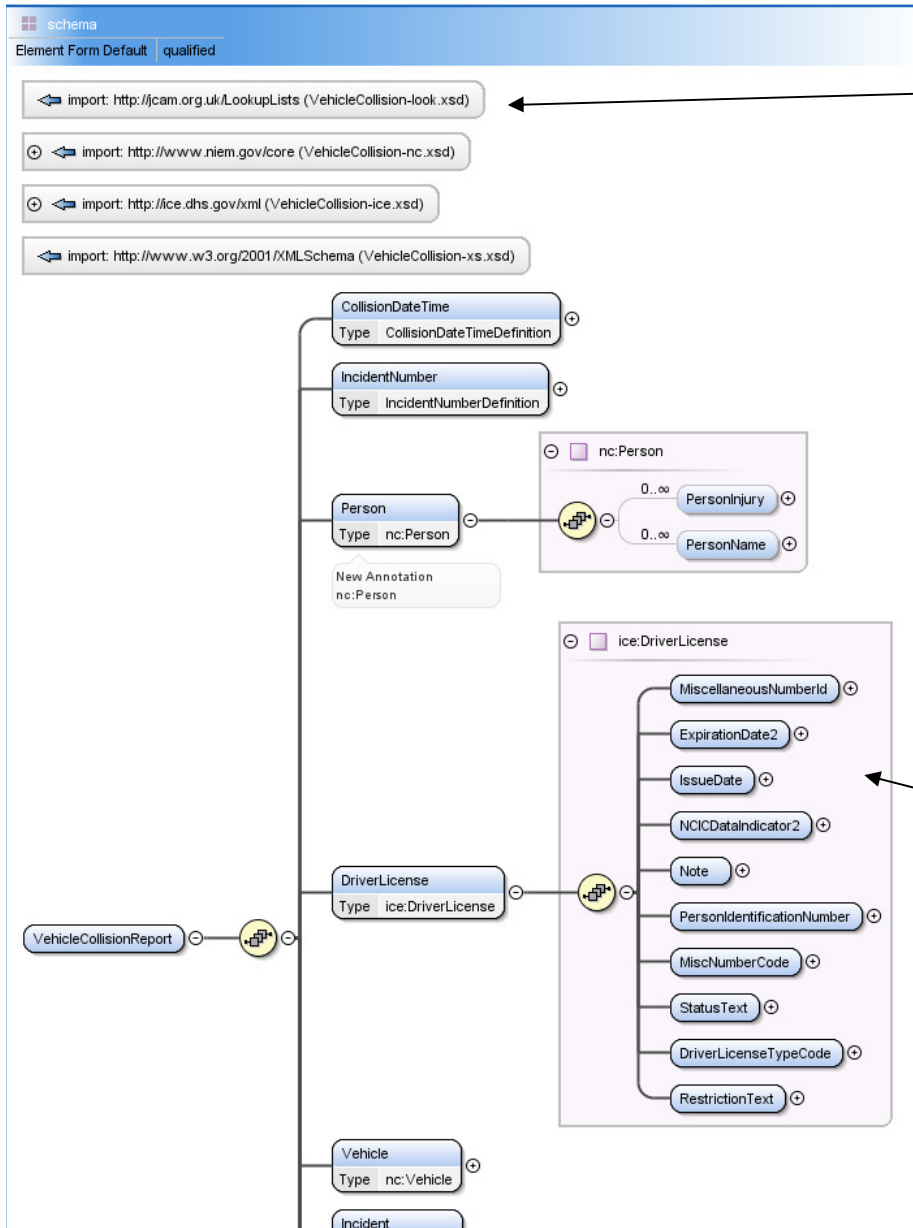 schema
Element Form Default qualified
import: http://jcam.org.uk/LookupLists (VehicleCollision-look.xsd)
import: http://www.niem.gov/core (VehicleCollision-nc.xsd)
import: http://ice.dhs.gov/xml (VehicleCollision-ice.xsd)
import: http://www.w3.org/2001/XMLSchema (VehicleCollision-xs.xsd)
CollisionDateTime
Type CollisionDateTimeDefinition
IncidentNumber
Type IncidentNumberDefinition
nc:Person
0..∞
PersonInjury
0..∞
PersonName
Person
Type nc:Person
New Annotation
nc:Person
ice:DriverLicense
MiscellaneousNumberId
ExpirationDate2
IssueDate
NCICDataIndicator2
Note
PersonIdentificationNumber
MiscNumberCode
StatusText
DriverLicenseTypeCode
RestrictionText
DriverLicense
Type ice:DriverLicense
VehicleCollisionReport
Vehicle
Type nc:Vehicle
Incident